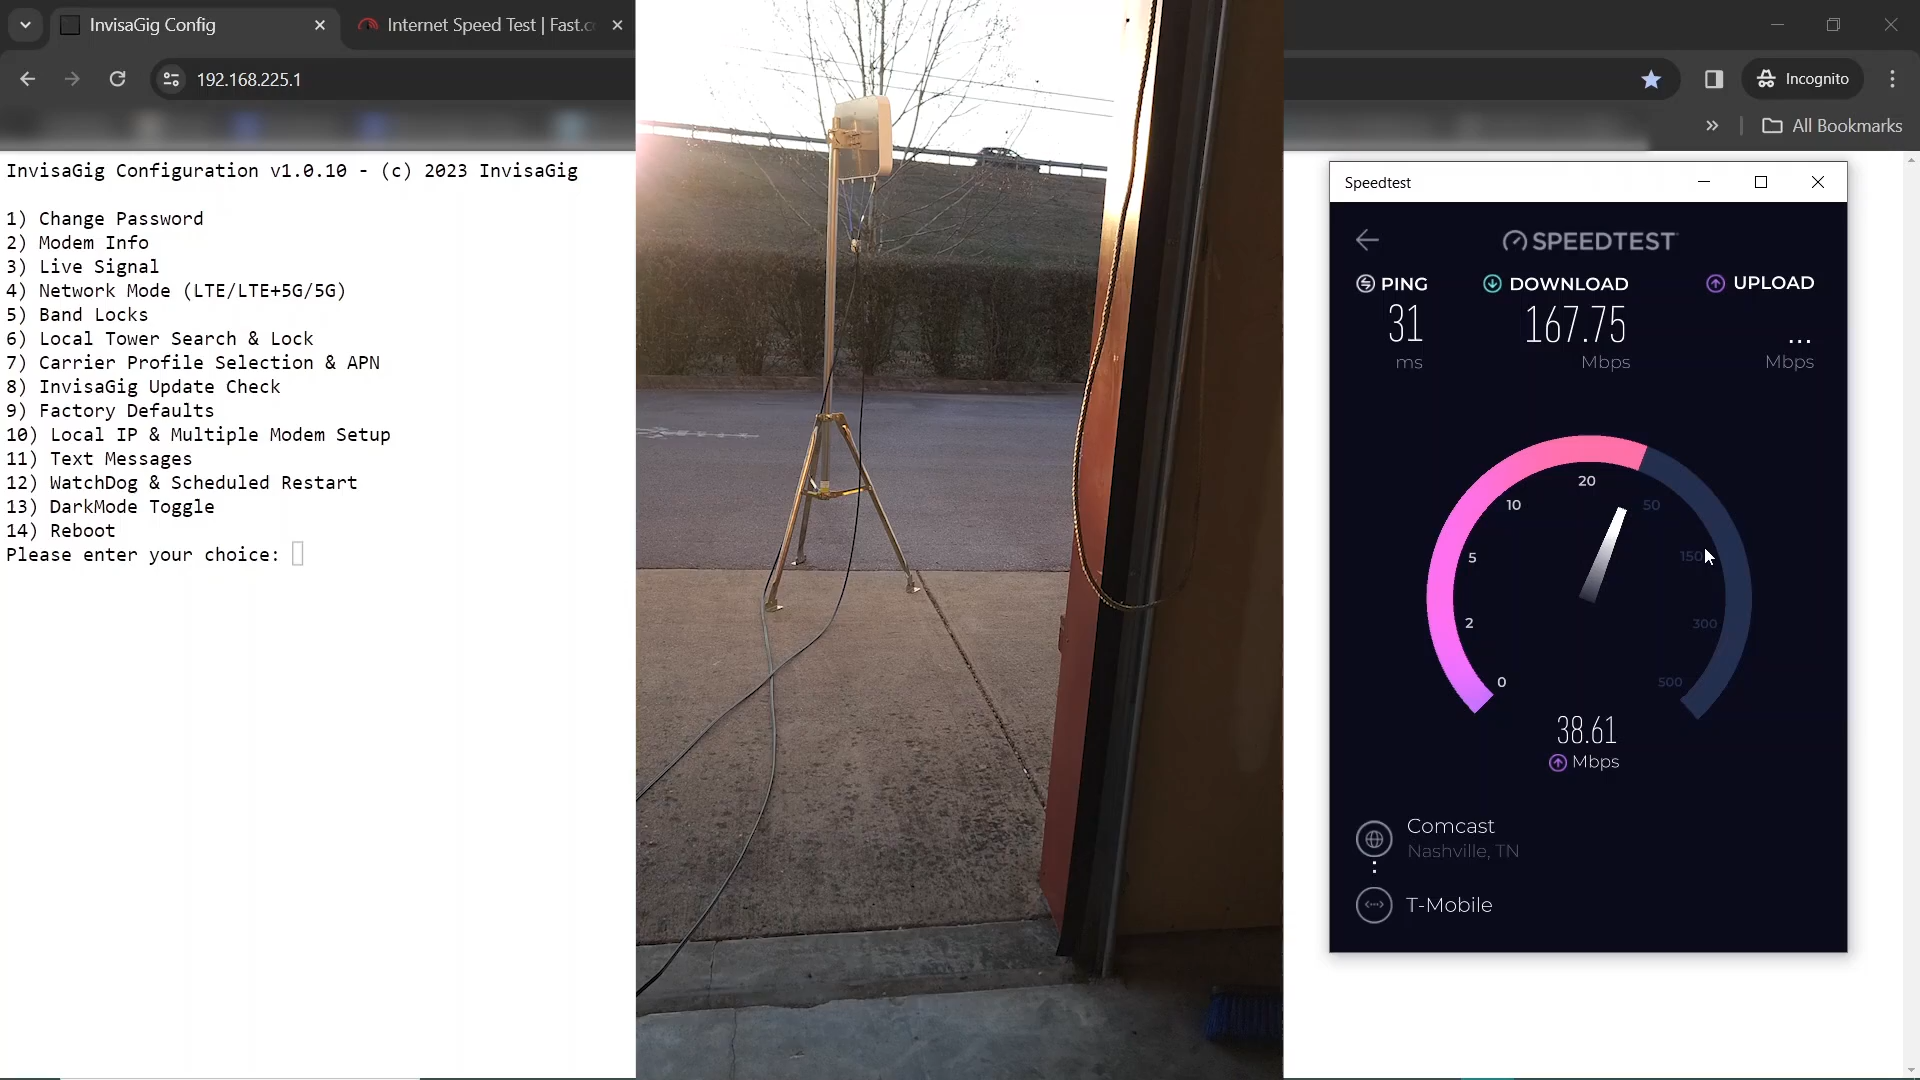 InvisaGig Config
Internet Speed Test | Fast.c
192.168.225.1
Incognito
All Bookmarks
InvisaGig Configuration v1.0.10 - (c) 2023 InvisaGig
1) Change Password
2) Modem Info
3) Live Signal
4) Network Mode (LTE/LTE+5G/5G)
5) Band Locks
6) Local Tower Search & Lock
7) Carrier Profile Selection & APN
8) InvisaGig Update Check
9) Factory Defaults
10) Local IP & Multiple Modem Setup
11) Text Messages
12) WatchDog & Scheduled Restart
13) DarkMode Toggle
14) Reboot
Please enter your choice:
Speedtest
SPEEDTEST
PING DOWNLOAD UPLOAD
31 167.75 ...
ms Mbps Mbps
0
2
5
10
20
50
150
300
500
38.61
Mbps
Comcast
Nashville, TN
T-Mobile